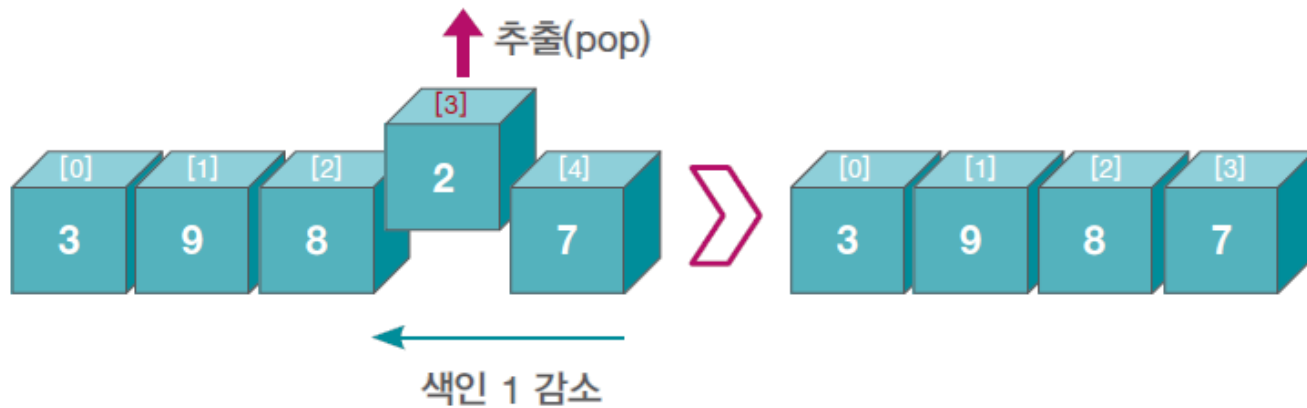 추출(pop)
[0] [1] [2] [3] [4]
3 9 8 2 7
[0] [1] [2] [3]
3 9 8 7
색인 1 감소